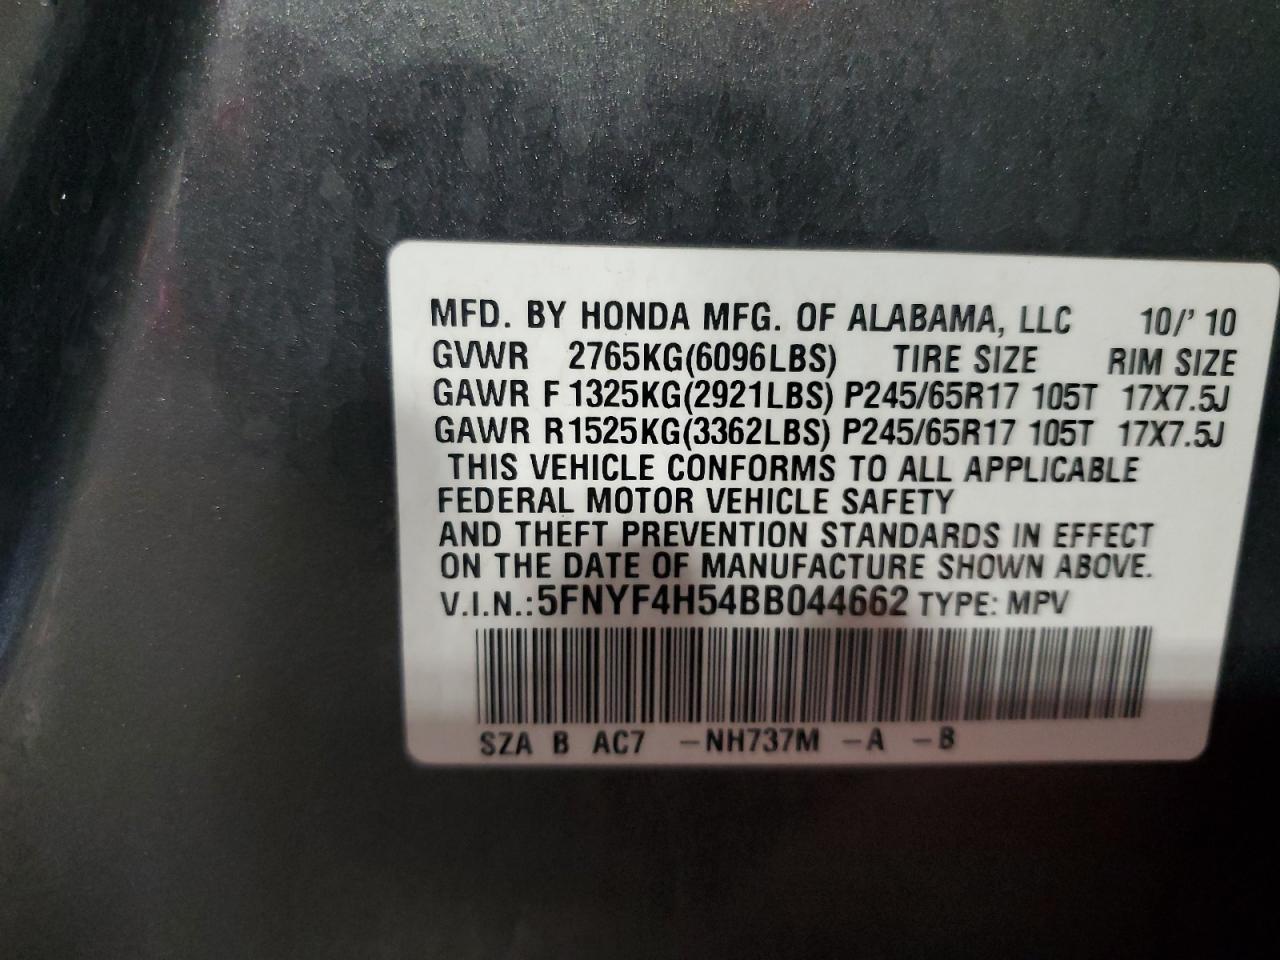 MFD. BY HONDA MFG. OF ALABAMA, LLC 10/' 10
GVWR 2765KG(6096LBS) TIRE SIZE RIM SIZE
GAWR F 1325KG(2921LBS) P245/65R17 105T 17X7.5J
GAWR R1525KG(3362LBS) P245/65R17 105T 17X7.5J
THIS VEHICLE CONFORMS TO ALL APPLICABLE
FEDERAL MOTOR VEHICLE SAFETY
AND THEFT PREVENTION STANDARDS IN EFFECT
ON THE DATE OF MANUFACTURE SHOWN ABOVE.
V.I.N.:5FNYF4H54BB044662 TYPE: MPV
SZA B AC7 –NH737M –A –B